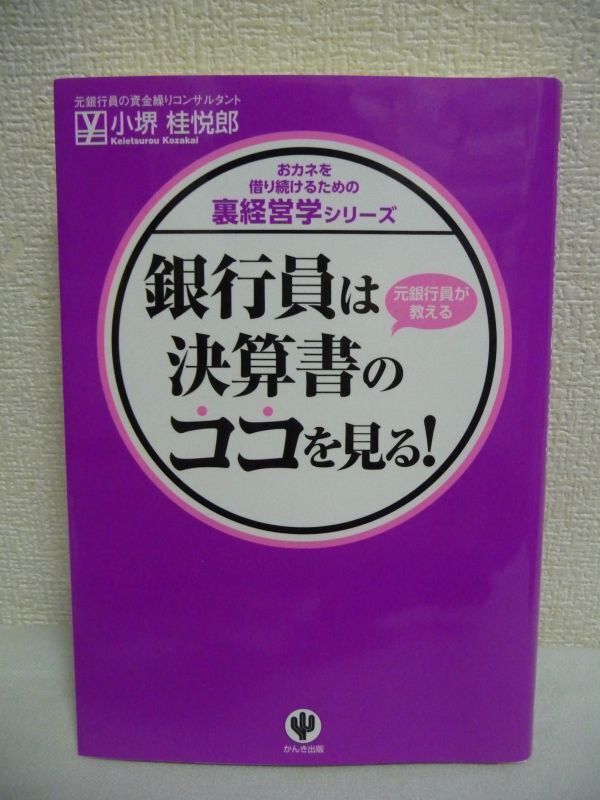 元銀行員の資金繰りコンサルタント
小堺 桂悦郎
Keietsurou Kozakai
おカネを
借り続けるための
裏経営学シリーズ
銀行員は
元銀行員が
教える
決算書の
ココを見る!
かんき出版